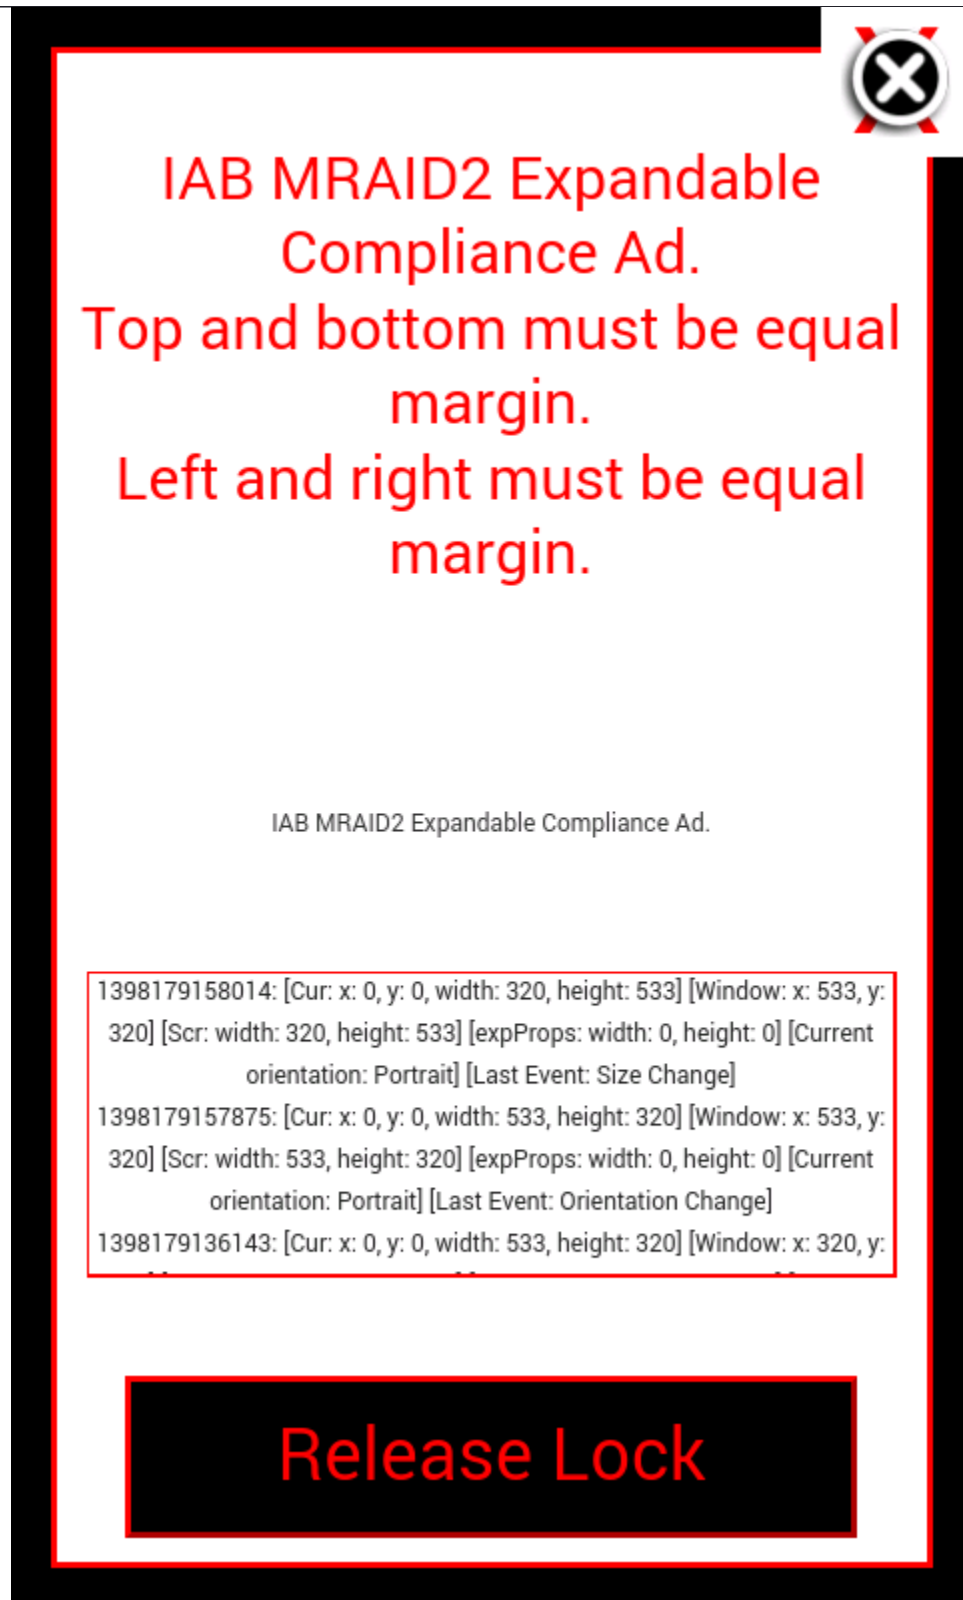 IAB MRAID2 Expandable
Compliance Ad.
Top and bottom must be equal
margin.
Left and right must be equal
margin.
IAB MRAID2 Expandable Compliance Ad.
1398179158014: [Cur: x: 0, y: 0, width: 320, height: 533] [Window: x: 533, y:
320] [Scr: width: 320, height: 533] [expProps: width: 0, height: 0] [Current
orientation: Portrait] [Last Event: Size Change]
1398179157875: [Cur: x: 0, y: 0, width: 533, height: 320] [Window: x: 533, y:
320] [Scr: width: 533, height: 320] [expProps: width: 0, height: 0] [Current
orientation: Portrait] [Last Event: Orientation Change]
1398179136143: [Cur: x: 0, y: 0, width: 533, height: 320] [Window: x: 320, y:
Release Lock